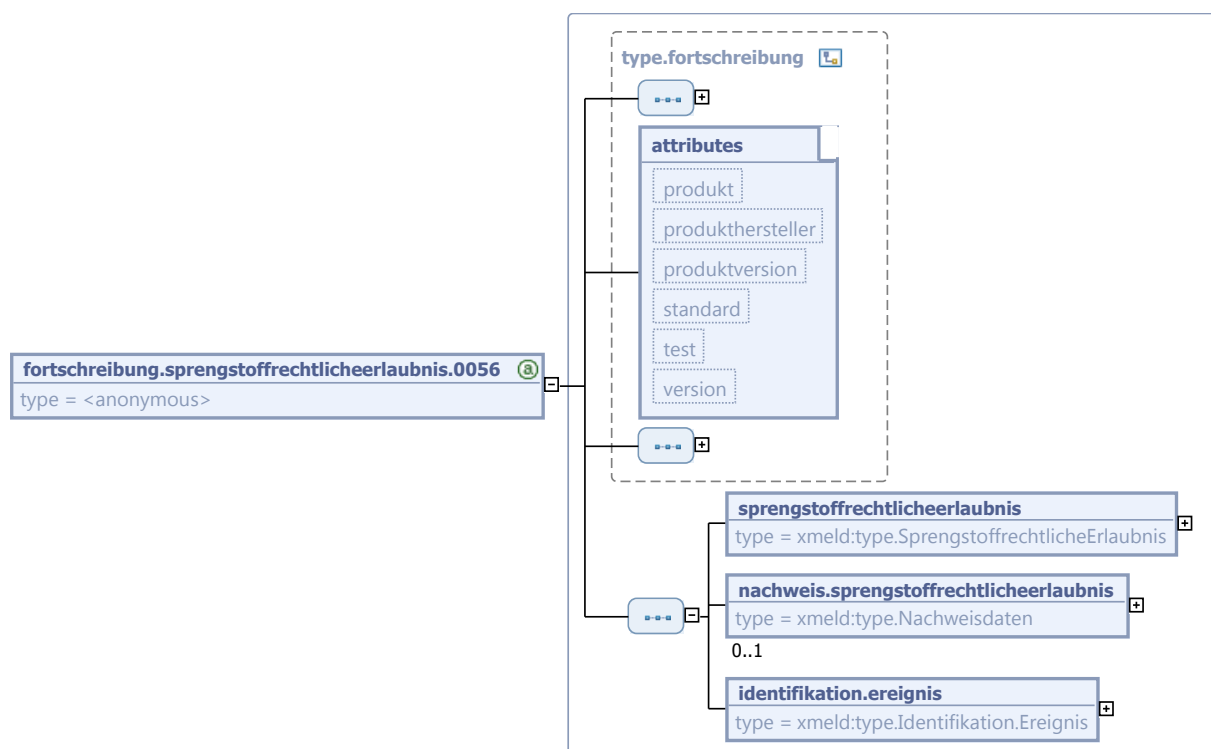 type.fortschreibung
attributes
produkt
produkthersteller
produktversion
standard
test
version
fortschreibung.sprengstoffrechtlicheerlaubnis.0056
type = <anonymous>
sprengstoffrechtlicheerlaubnis
type = xmeld:type.SprengstoffrechtlicheErlaubnis
nachweis.sprengstoffrechtlicheerlaubnis
type = xmeld:type.Nachweisdaten
0..1
identifikation.ereignis
type = xmeld:type.Identifikation.Ereignis